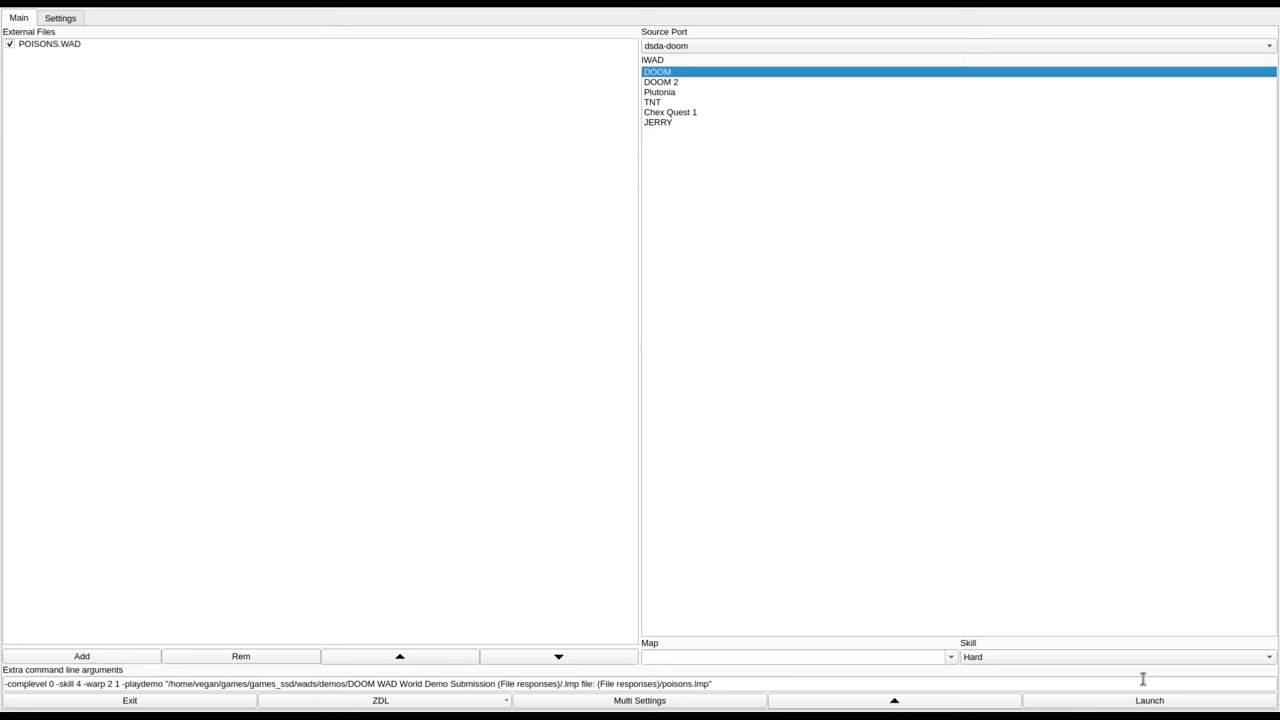 Main Settings
External Files
POISONS.WAD
Source Port
dsda-doom
IWAD
DOOM
DOOM 2
Plutonia
TNT
Chex Quest 1
JERRY
Map Skill
Hard
Add Rem
Extra command line arguments
-complevel 0 -skill 4 -warp 2 1 -playdemo "/home/vegan/games/games_ssd/wads/demos/DOOM WAD World Demo Submission (File responses)/.lmp file: (File responses)/poisons.lmp"
Exit ZDL Multi Settings Launch